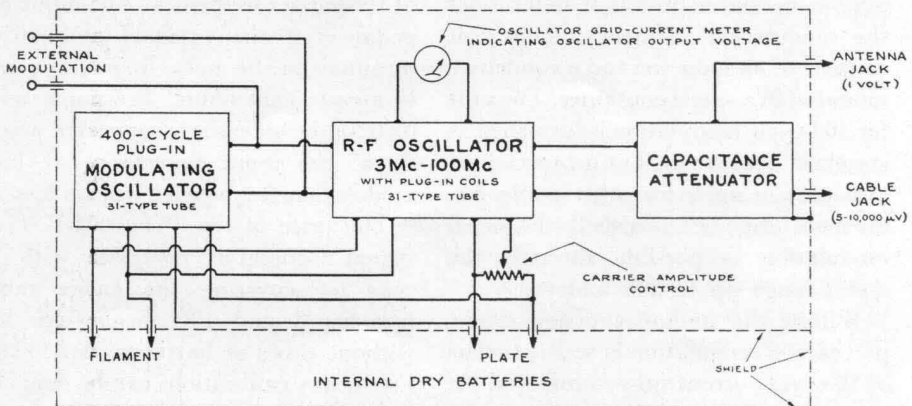 OSCILLATOR GRID-CURRENT METER
INDICATING OSCILLATOR OUTPUT VOLTAGE
EXTERNAL
MODULATION
ANTENNA
JACK
(1 VOLT)
400-CYCLE
PLUG-IN
MODULATING
OSCILLATOR
31-TYPE TUBE
R-F OSCILLATOR
3Mc-100Mc
WITH PLUG-IN COILS
31-TYPE TUBE
CAPACITANCE
ATTENUATOR
CABLE
JACK
(5-10,000 μV)
CARRIER AMPLITUDE
CONTROL
FILAMENT
PLATE
SHIELD
INTERNAL DRY BATTERIES